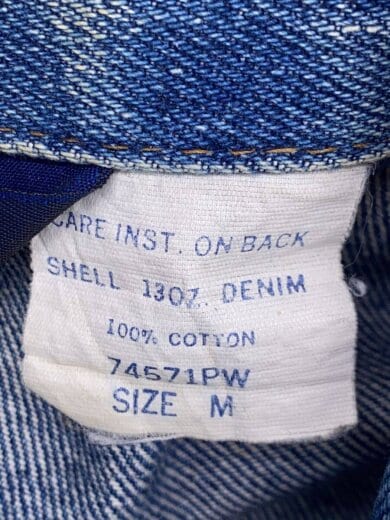 CARE INST. ON BACK
SHELL 13OZ. DENIM
100% COTTON
74571PW
SIZE M